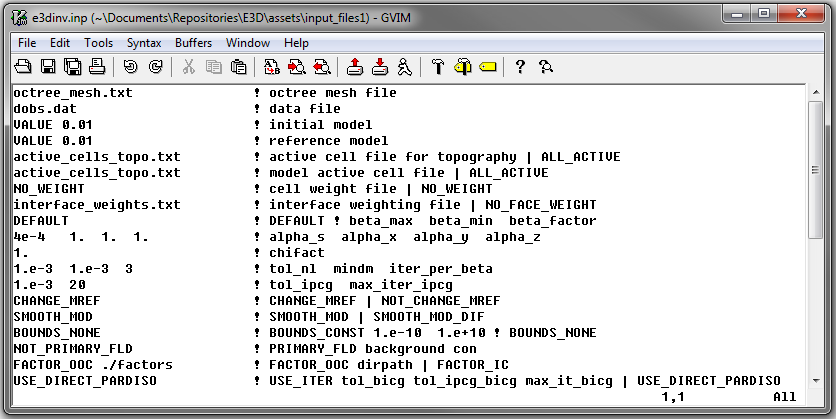 e3dinv.inp (~\Documents\Repositories\E3D\assets\input_files1) - GVIM
File Edit Tools Syntax Buffers Window Help
octree_mesh.txt ! octree mesh file
dobs.dat ! data file
VALUE 0.01 ! initial model
VALUE 0.01 ! reference model
active_cells_topo.txt ! active cell file for topography | ALL_ACTIVE
active_cells_topo.txt ! model active cell file | ALL_ACTIVE
NO_WEIGHT ! cell weight file | NO_WEIGHT
interface_weights.txt ! interface weighting file | NO_FACE_WEIGHT
DEFAULT ! DEFAULT ! beta_max beta_min beta_factor
4e-4 1. 1. 1. ! alpha_s alpha_x alpha_y alpha_z
1. ! chifact
1.e-3 1.e-3 3 ! tol_nl mindm iter_per_beta
1.e-3 20 ! tol_ipcg max_iter_ipcg
CHANGE_MREF ! CHANGE_MREF | NOT_CHANGE_MREF
SMOOTH_MOD ! SMOOTH_MOD | SMOOTH_MOD_DIF
BOUNDS_NONE ! BOUNDS_CONST 1.e-10 1.e+10 ! BOUNDS_NONE
NOT_PRIMARY_FLD ! PRIMARY_FLD background con
FACTOR_OOC ./factors ! FACTOR_OOC dirpath | FACTOR_IC
USE_DIRECT_PARDISO ! USE_ITER tol_bicg tol_ipcg_bicg max_it_bicg | USE_DIRECT_PARDISO
1,1 All